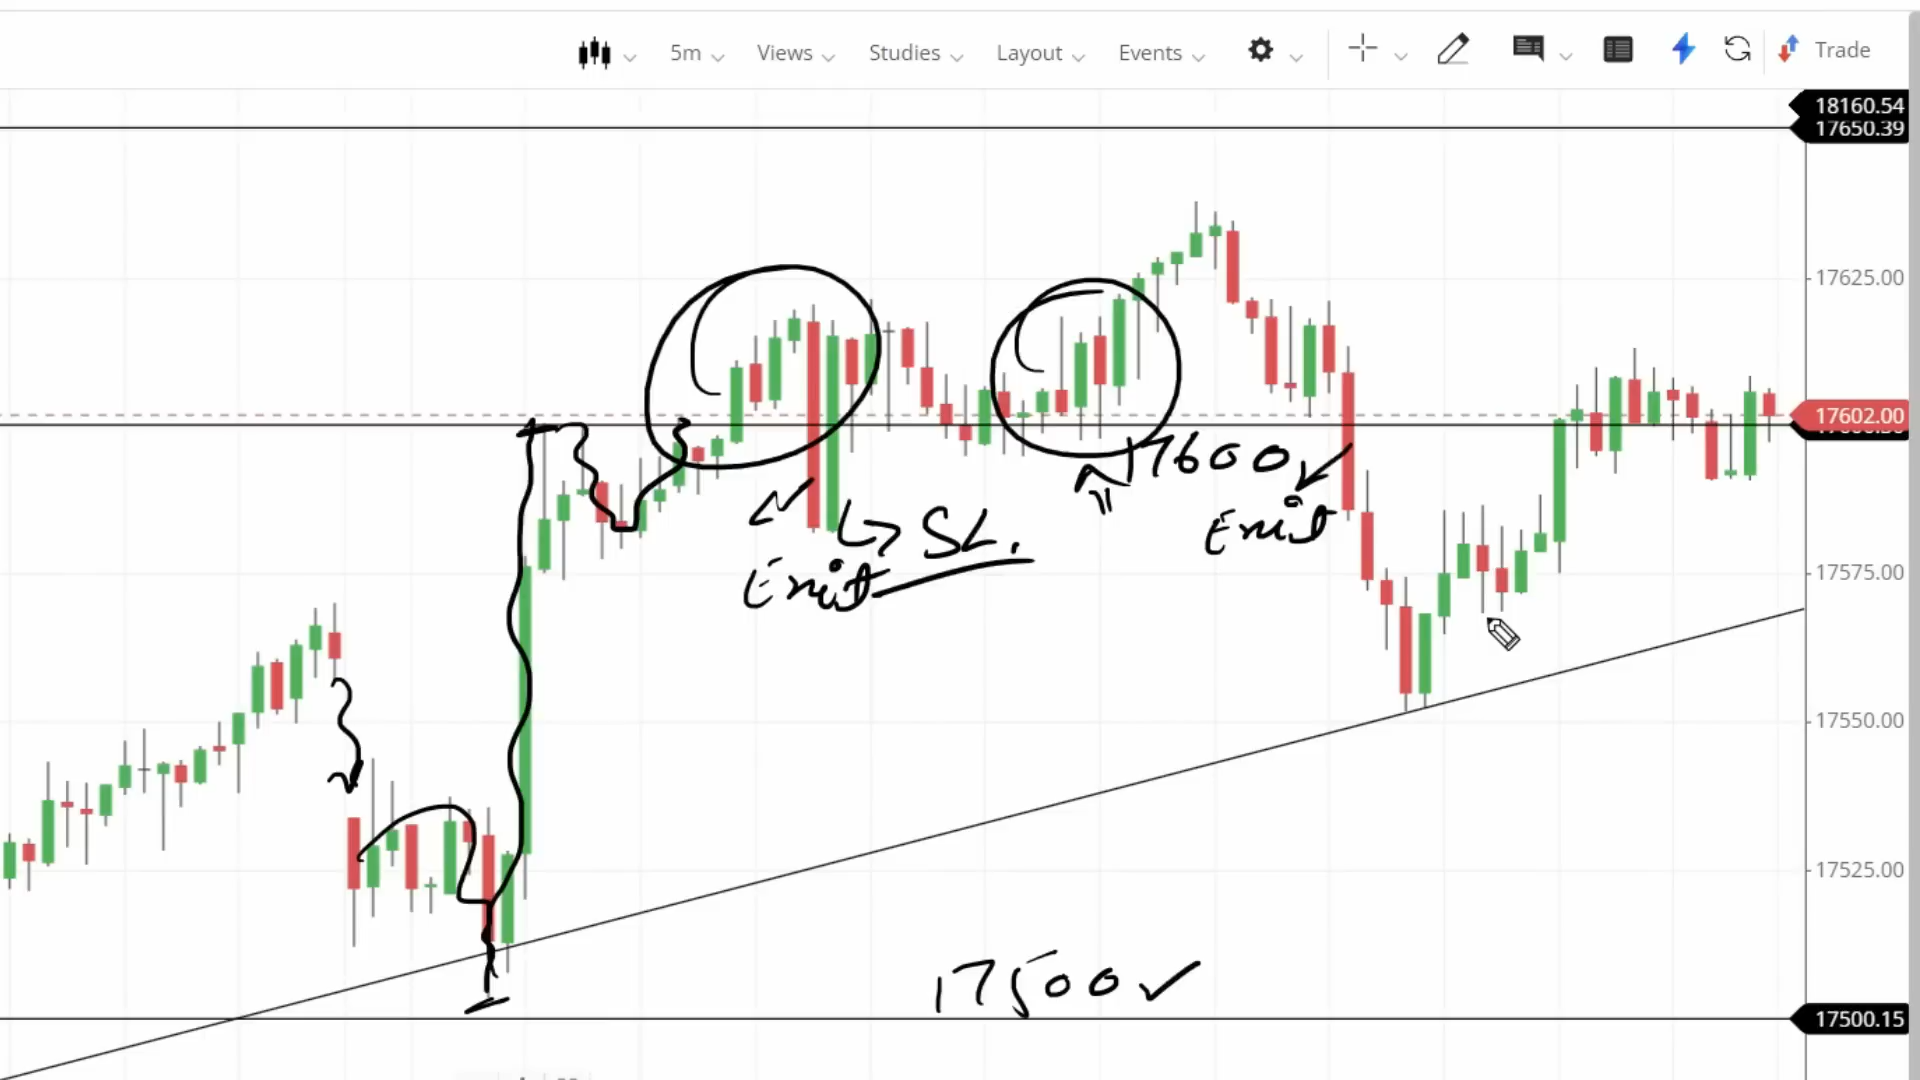 5m Views Studies Layout Events Trade
18160.54
17650.39
17625.00
17602.00
17600 Exit
SL.
Exit
17575.00
17550.00
17525.00
17500
17500.15